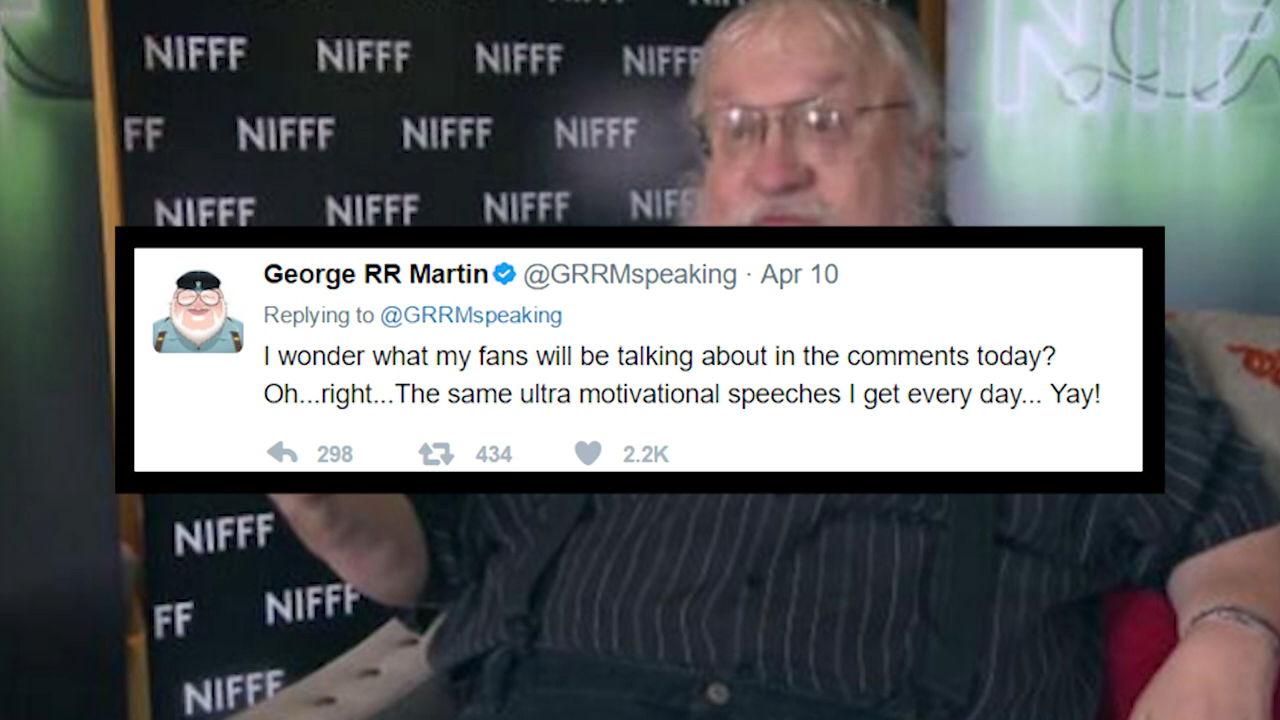 NIFFF NIFFF NIFFF NIFFF
FF NIFFF NIFFF NIFFF
NIFFF NIFFF NIFFF NIFF
George RR Martin @GRRMspeaking · Apr 10
Replying to @GRRMspeaking
I wonder what my fans will be talking about in the comments today?
Oh...right...The same ultra motivational speeches I get every day... Yay!
298 434 2.2K
NIFFF
FF NIFFF
NIFFF